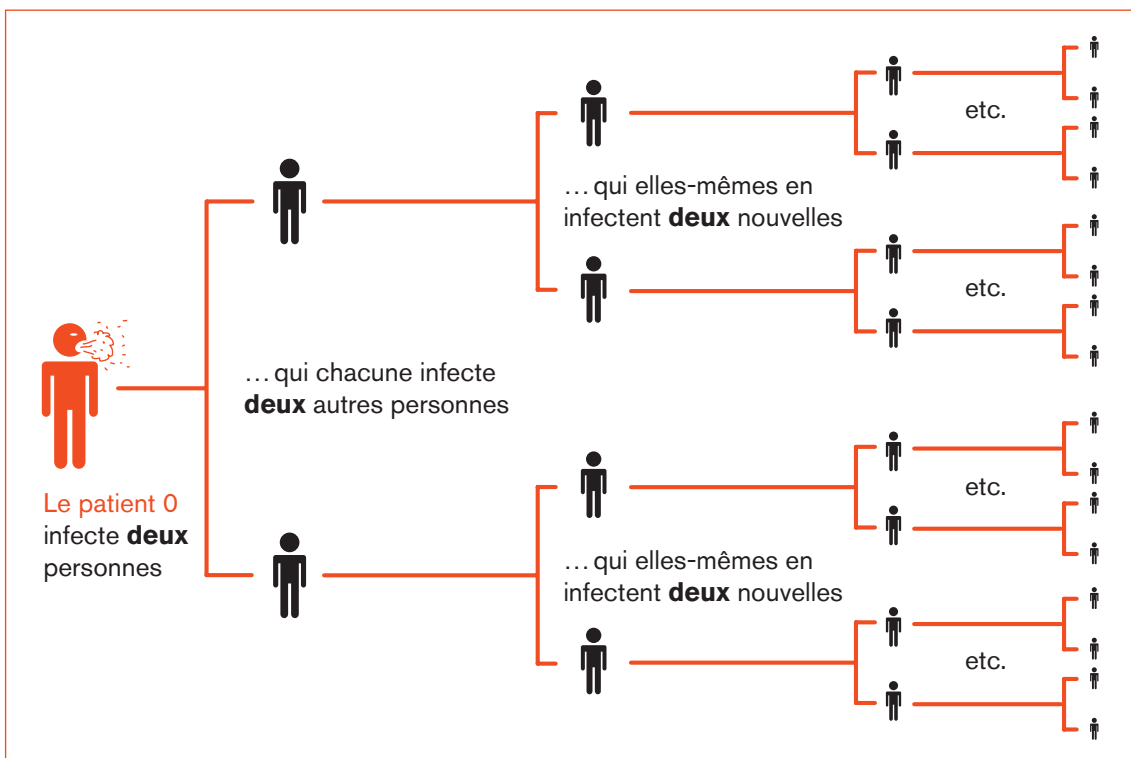 Le patient 0
infecte deux
personnes
… qui chacune infecte
deux autres personnes
… qui elles-mêmes en
infectent deux nouvelles
… qui elles-mêmes en
infectent deux nouvelles
etc.
etc.
etc.
etc.